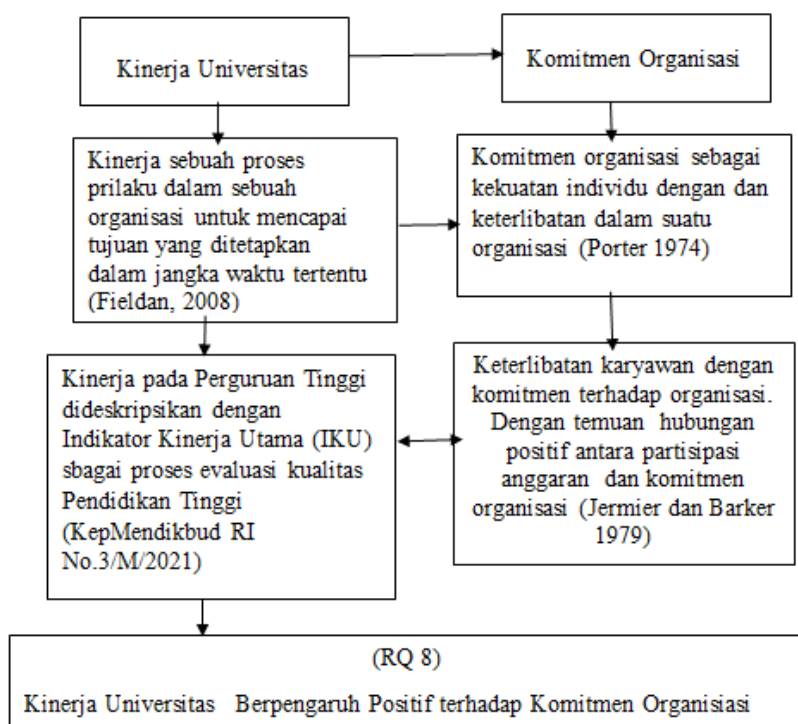 Kinerja Universitas
Komitmen Organisasi
Kinerja sebuah proses
prilaku dalam sebuah
organisasi untuk mencapai
tujuan yang ditetapkan
dalam jangka waktu tertentu
(Fieldan, 2008)
Komitmen organisasi sebagai
kekuatan individu dengan dan
keterlibatan dalam suatu
organisasi (Porter 1974)
Kinerja pada Perguruan Tinggi
dideskripsikan dengan
Indikator Kinerja Utama (IKU)
sbagai proses evaluasi kualitas
Pendidikan Tinggi
(KepMendikbud RI
No.3/M/2021)
Keterlibatan karyawan dengan
komitmen terhadap organisasi.
Dengan temuan hubungan
positif antara partisipasi
anggaran dan komitmen
organisasi (Jermier dan Barker
1979)
(RQ 8)
Kinerja Universitas Berpengaruh Positif terhadap Komitmen Organisiasi